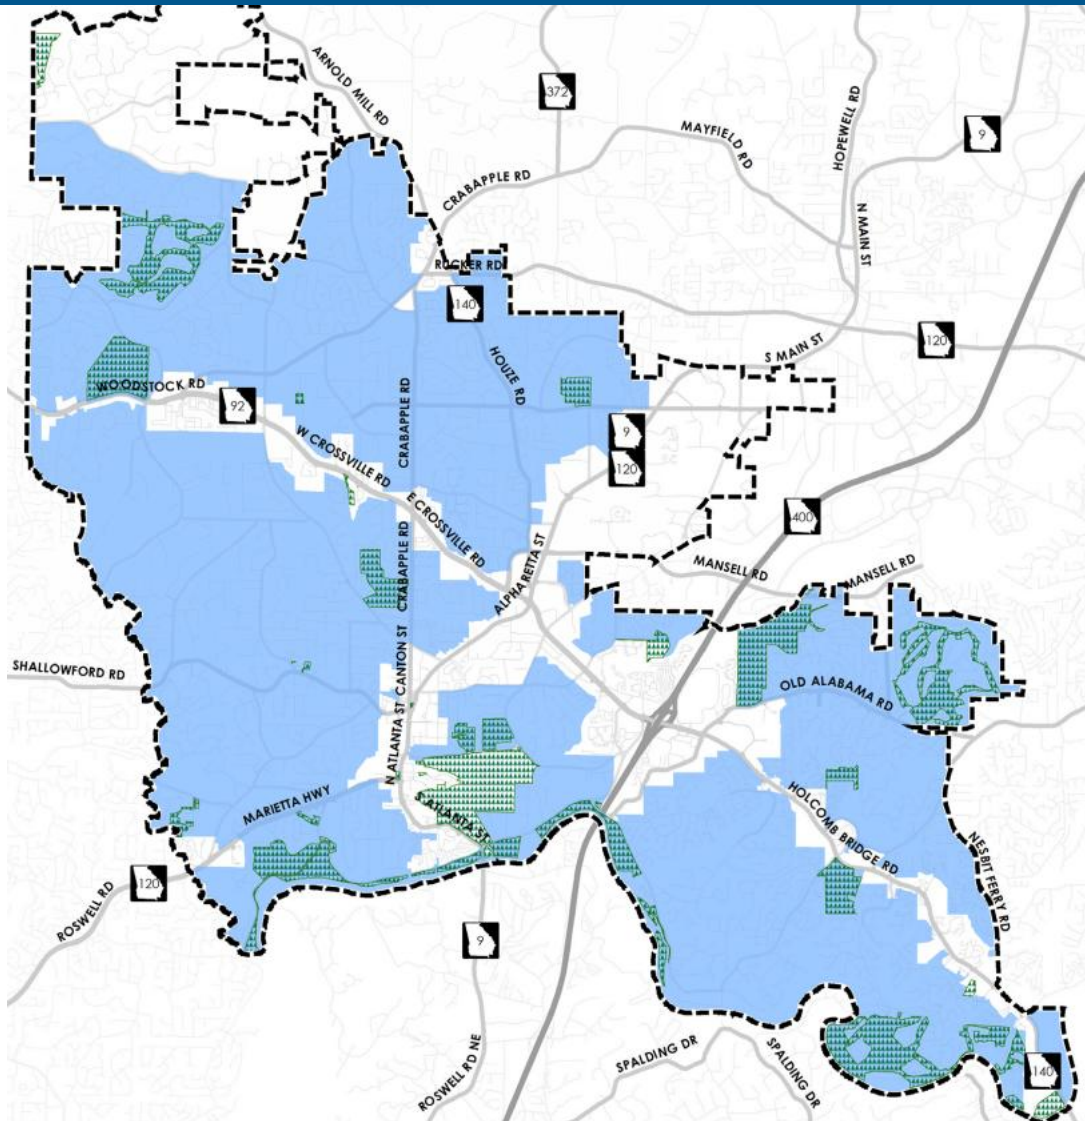 ARNOLD MILL RD
372
MAYFIELD RD
HOPEWELL RD
9
CRABAPPLE RD
N MAIN ST
RUCKER RD
140
120
S MAIN ST
HOUZE RD
WOODSTOCK RD
92
CRABAPPLE RD
9
W CROSSVILLE RD
120
E CROSSVILLE RD
400
CRABAPPLE RD
ALPHARETTA ST
MANSELL RD
MANSELL RD
SHALLOWFORD RD
CANTON ST
OLD ALABAMA RD
N ATLANTA ST
MARIETTA HWY
S ATLANTA ST
HOLCOMB BRIDGE RD
NESBIT FERRY RD
120
ROSWELL RD
9
SPALDING DR
SPALDING DR
140
ROSWELL RD NE